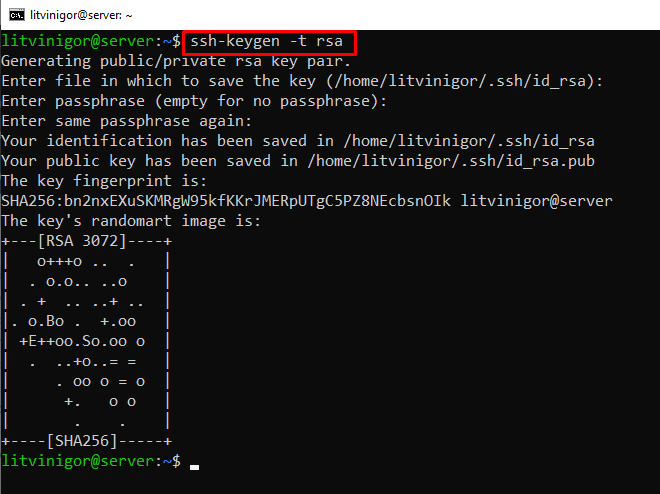 litvinigor@server: ~
litvinigor@server:~$ ssh-keygen -t rsa
Generating public/private rsa key pair.
Enter file in which to save the key (/home/litvinigor/.ssh/id_rsa):
Enter passphrase (empty for no passphrase):
Enter same passphrase again:
Your identification has been saved in /home/litvinigor/.ssh/id_rsa
Your public key has been saved in /home/litvinigor/.ssh/id_rsa.pub
The key fingerprint is:
SHA256:bn2nxEXuSKMRgW95kfKKrJMERpUTgC5PZ8NEcbsnOIk litvinigor@server
The key's randomart image is:
+---[RSA 3072]----+
|   o+++o ..  .   |
|  . o.o.. ..o    |
| . +  .. ..+ ..  |
|. o.Bo .  +.oo   |
| +E++oo.So.oo o  |
|  .  ..+o..= =   |
|     . oo o = o  |
|      +.   o o   |
|       .    .    |
+----[SHA256]-----+
litvinigor@server:~$